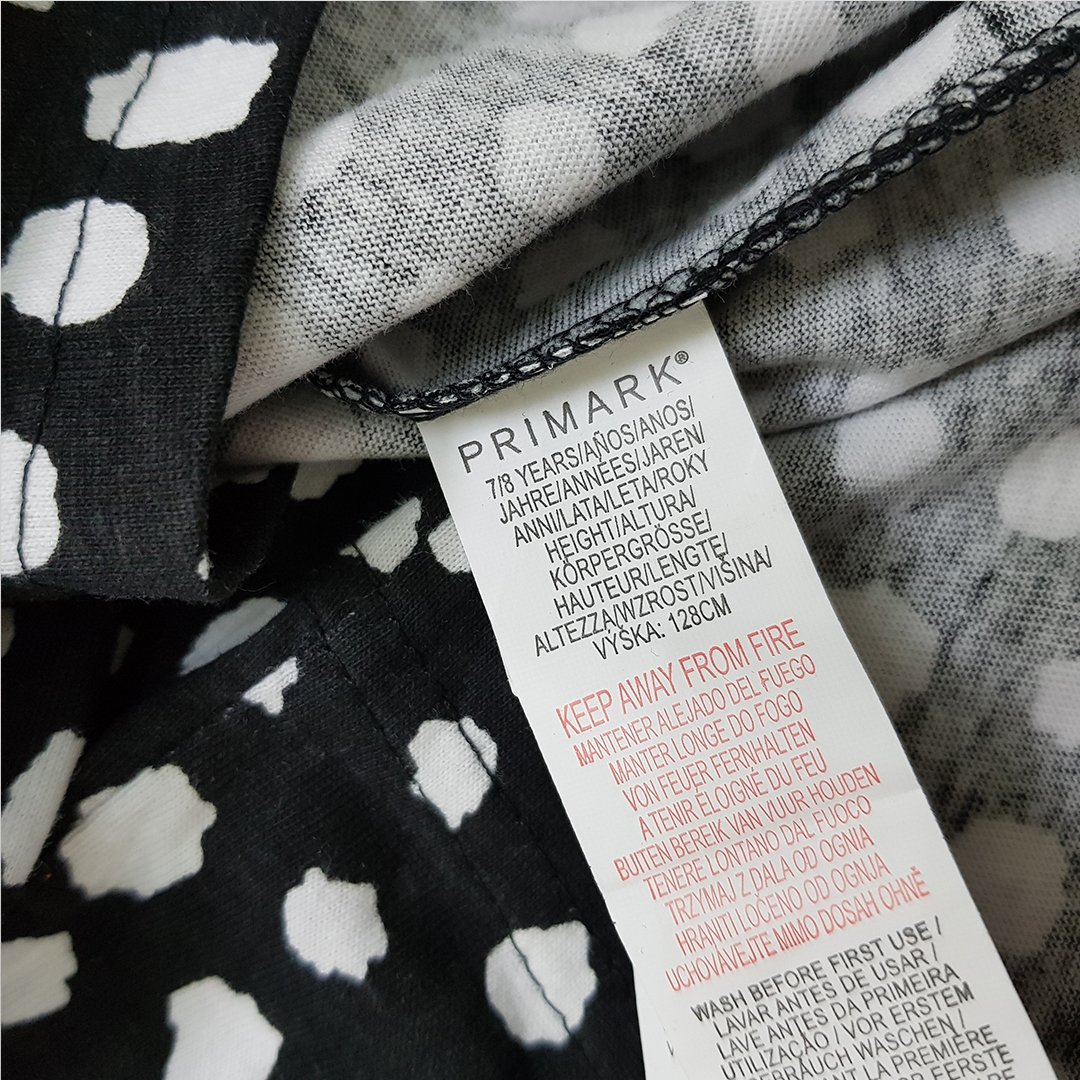 PRIMARK®
7/8 YEARS/AÑOS/ANOS/
JAHRE/ANNÉES/JAREN/
ANNI/LATA/LETA/ROKY
HEIGHT/ALTURA/
KÖRPERGRÖSSE/
HAUTEUR/LENGTE/
ALTEZZA/WZROST/VIŠINA/
VÝŠKA: 128CM
KEEP AWAY FROM FIRE
MANTENER ALEJADO DEL FUEGO
MANTER LONGE DO FOGO
VON FEUER FERNHALTEN
A TENIR ÉLOIGNÉ DU FEU
BUITEN BEREIK VAN VUUR HOUDEN
TENERE LONTANO DAL FUOCO
TRZYMAJ Z DALA OD OGNIA
HRANITI LOČENO OD OGNJA
UCHOVÁVEJTE MIMO DOSAH OHNĚ
WASH BEFORE FIRST USE /
LAVAR ANTES DE USAR /
LAVE ANTES DA PRIMEIRA
UTILIZAÇÃO / VOR ERSTEM
GEBRAUCH WASCHEN /
LA PREMIÈRE
EERSTE